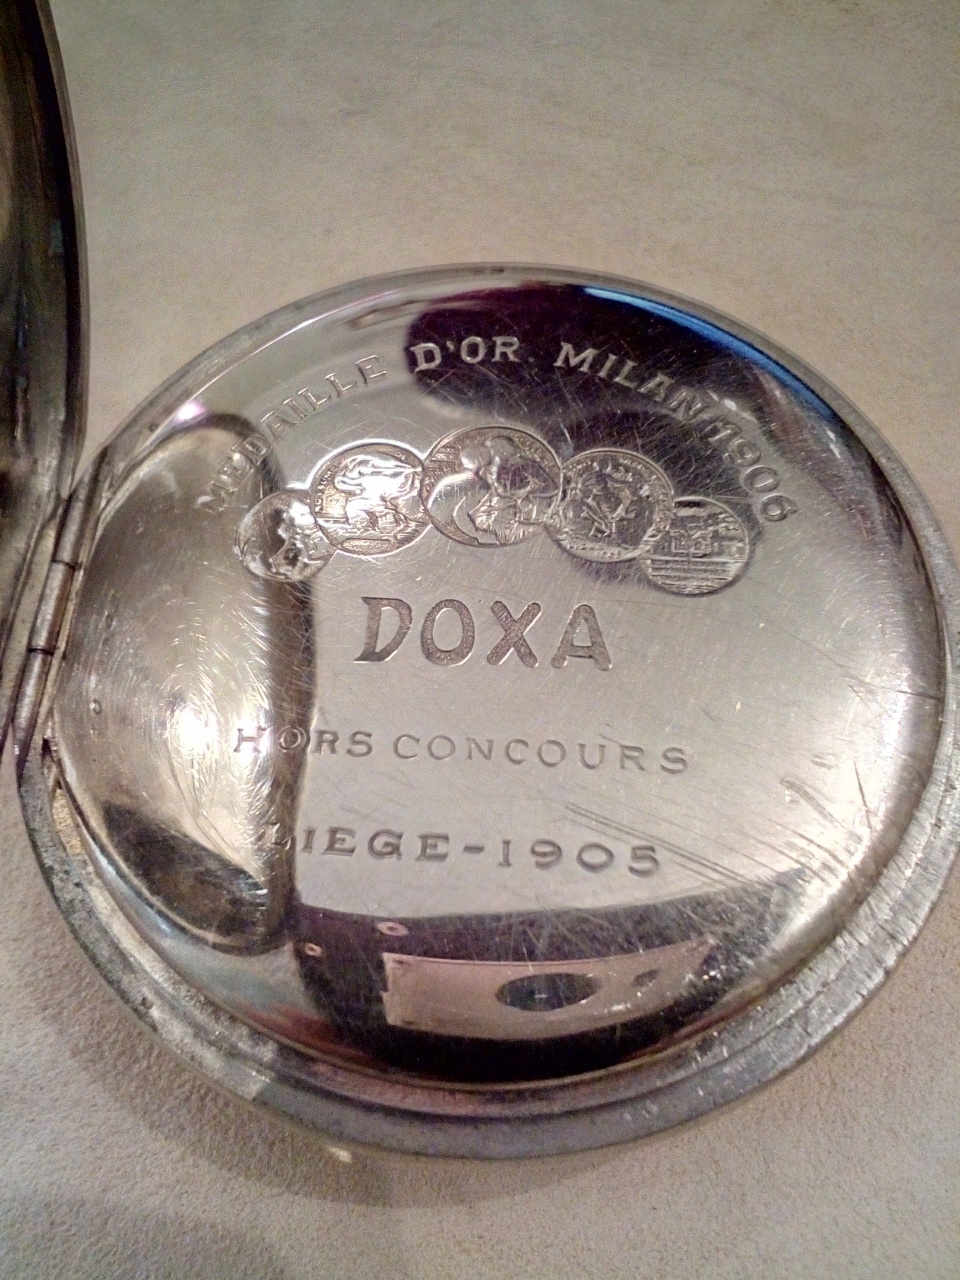 MEDAILLE D'OR. MILAN 1906
DOXA
HORS CONCOURS
LIEGE-1905